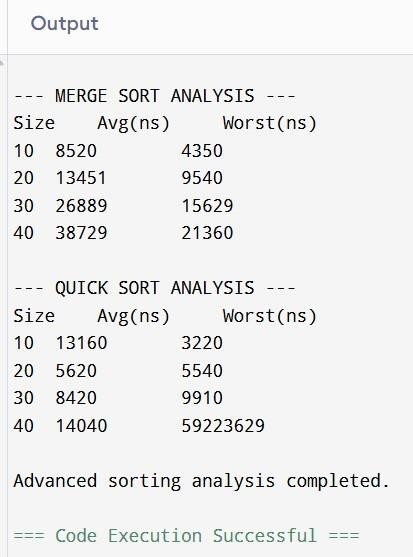 Output
--- MERGE SORT ANALYSIS ---
Size    Avg(ns)     Worst(ns)
10  8520        4350
20  13451       9540
30  26889       15629
40  38729       21360
--- QUICK SORT ANALYSIS ---
Size    Avg(ns)     Worst(ns)
10  13160       3220
20  5620        5540
30  8420        9910
40  14040       59223629
Advanced sorting analysis completed.
=== Code Execution Successful ===